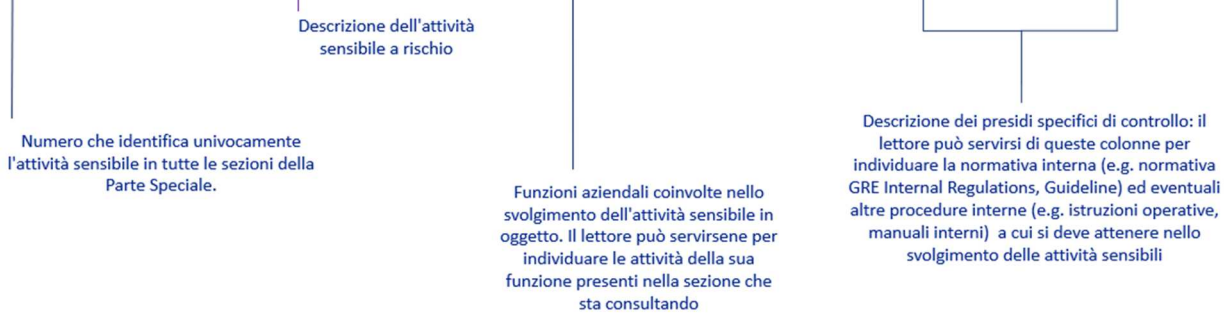 Descrizione dell'attività
sensibile a rischio
Numero che identifica univocamente
l'attività sensibile in tutte le sezioni della
Parte Speciale.
Funzioni aziendali coinvolte nello
svolgimento dell'attività sensibile in
oggetto. Il lettore può servirsene per
individuare le attività della sua
funzione presenti nella sezione che
sta consultando
Descrizione dei presidi specifici di controllo: il
lettore può servirsi di queste colonne per
individuare la normativa interna (e.g. normativa
GRE Internal Regulations, Guideline) ed eventuali
altre procedure interne (e.g. istruzioni operative,
manuali interni) a cui si deve attenere nello
svolgimento delle attività sensibili